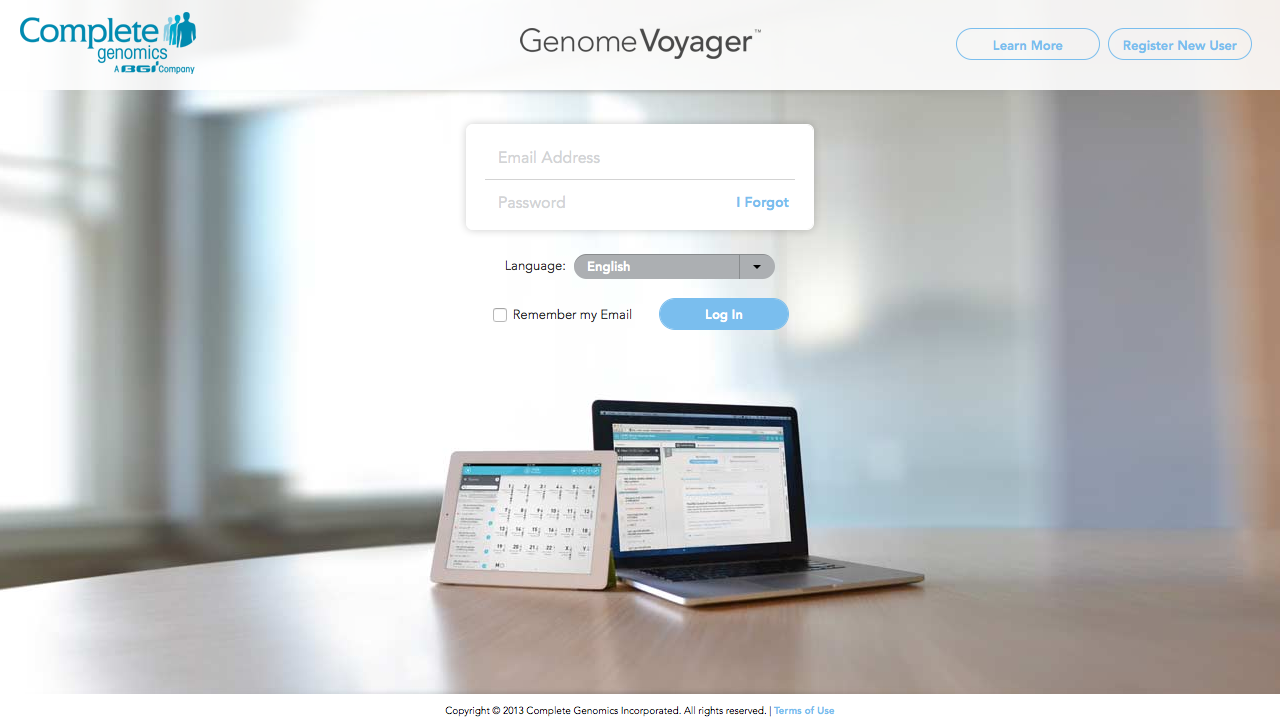 Complete
genomics
A BGI Company
GenomeVoyager™
Learn More
Register New User
Email Address
Password
I Forgot
Language:
English
Remember my Email
Log In
Copyright © 2013 Complete Genomics Incorporated. All rights reserved. | Terms of Use